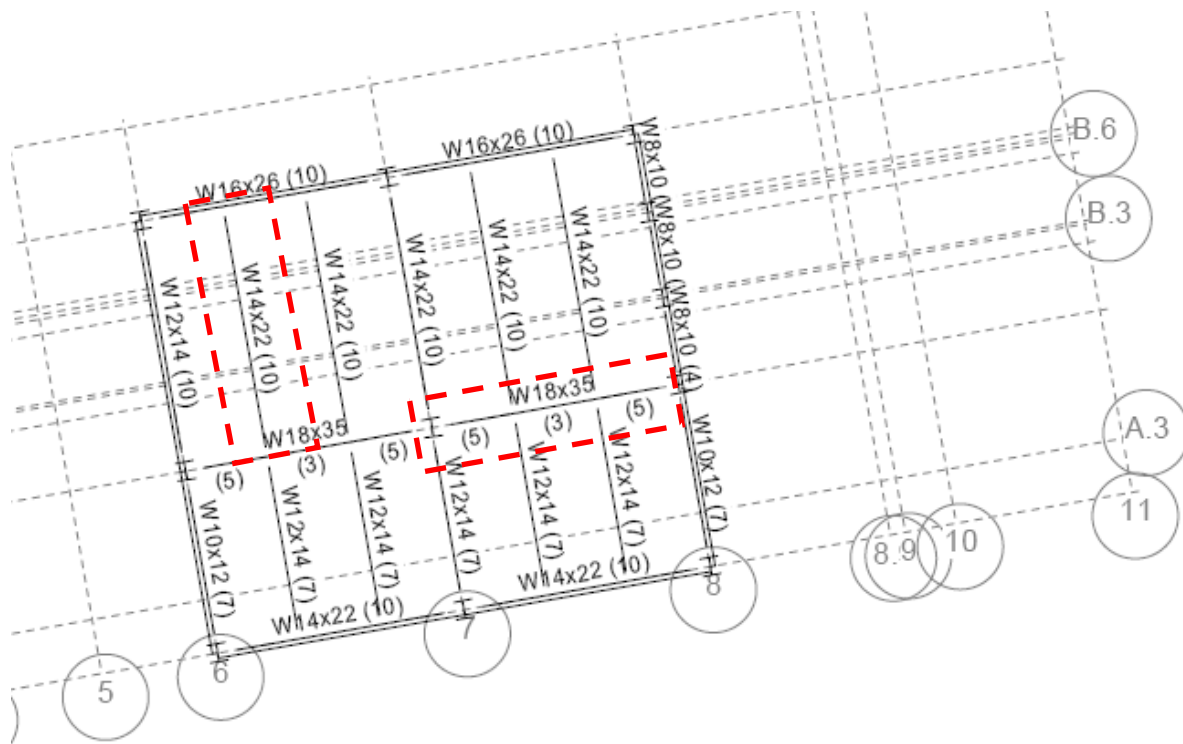 B.6
W16x26 (10)
W8x10 (10)
W16x26 (10)
B.3
W8x10 (10)
W12x14 (10)
W14x22 (10)
W14x22 (10)
W14x22 (10)
W14x22 (10)
W14x22 (10)
W8x10 (4)
W18x35
(5)
(3)
(5)
W18x35
(5)
(3)
(5)
A.3
W10x12 (7)
W12x14 (7)
W12x14 (7)
W12x14 (7)
W12x14 (7)
W12x14 (7)
W10x12 (7)
W14x22 (10)
W14x22 (10)
11
10
8.9
8
7
6
5